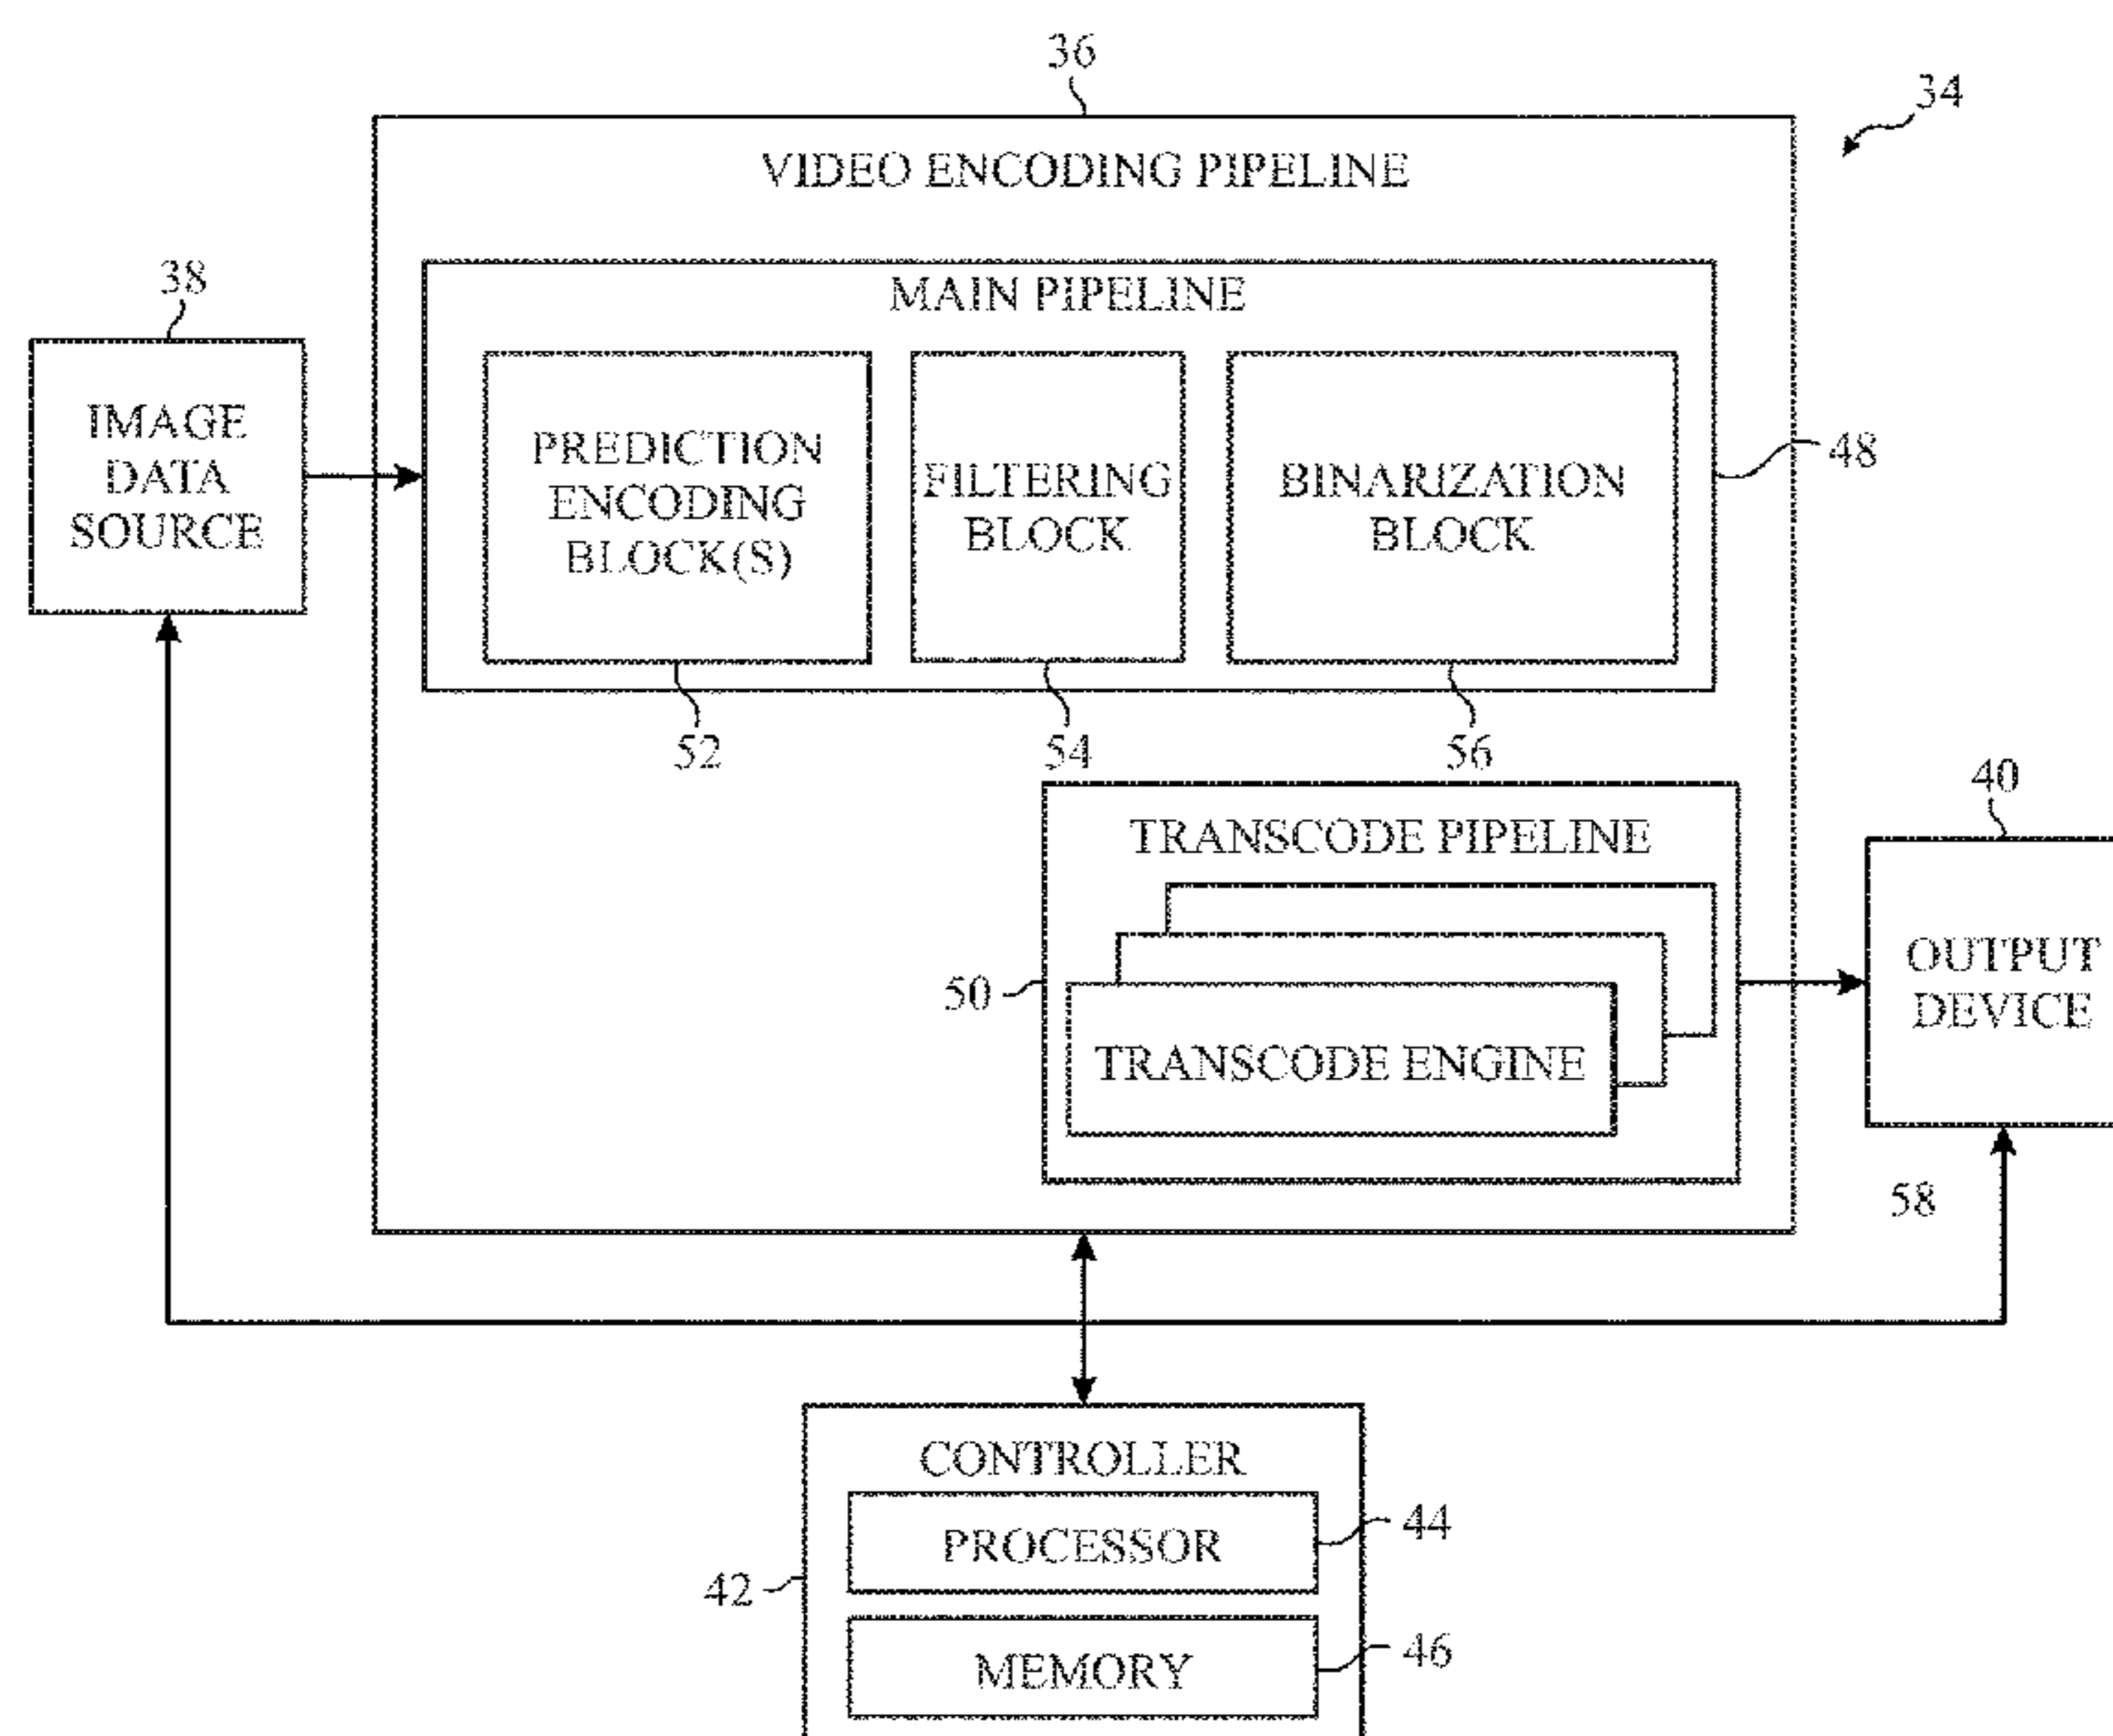 36
34
VIDEO ENCODING PIPELINE
38
MAIN PIPELINE
IMAGE
DATA
SOURCE
PREDICTION
ENCODING
BLOCK(S)
FILTERING
BLOCK
BINARIZATION
BLOCK
48
52
54
56
40
TRANSCODE PIPELINE
50
TRANSCODE ENGINE
OUTPUT
DEVICE
58
CONTROLLER
PROCESSOR
44
42
MEMORY
46